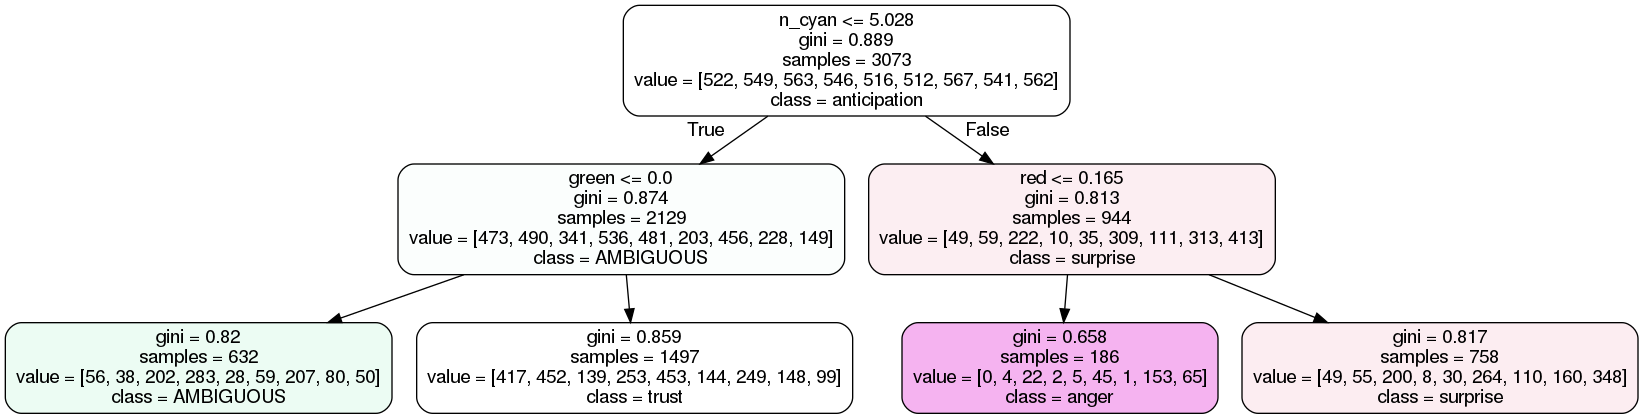 n_cyan <= 5.028
gini = 0.889
samples = 3073
value = [522, 549, 563, 546, 516, 512, 567, 541, 562]
class = anticipation
True
False
green <= 0.0
gini = 0.874
samples = 2129
value = [473, 490, 341, 536, 481, 203, 456, 228, 149]
class = AMBIGUOUS
red <= 0.165
gini = 0.813
samples = 944
value = [49, 59, 222, 10, 35, 309, 111, 313, 413]
class = surprise
gini = 0.82
samples = 632
value = [56, 38, 202, 283, 28, 59, 207, 80, 50]
class = AMBIGUOUS
gini = 0.859
samples = 1497
value = [417, 452, 139, 253, 453, 144, 249, 148, 99]
class = trust
gini = 0.658
samples = 186
value = [0, 4, 22, 2, 5, 45, 1, 153, 65]
class = anger
gini = 0.817
samples = 758
value = [49, 55, 200, 8, 30, 264, 110, 160, 348]
class = surprise